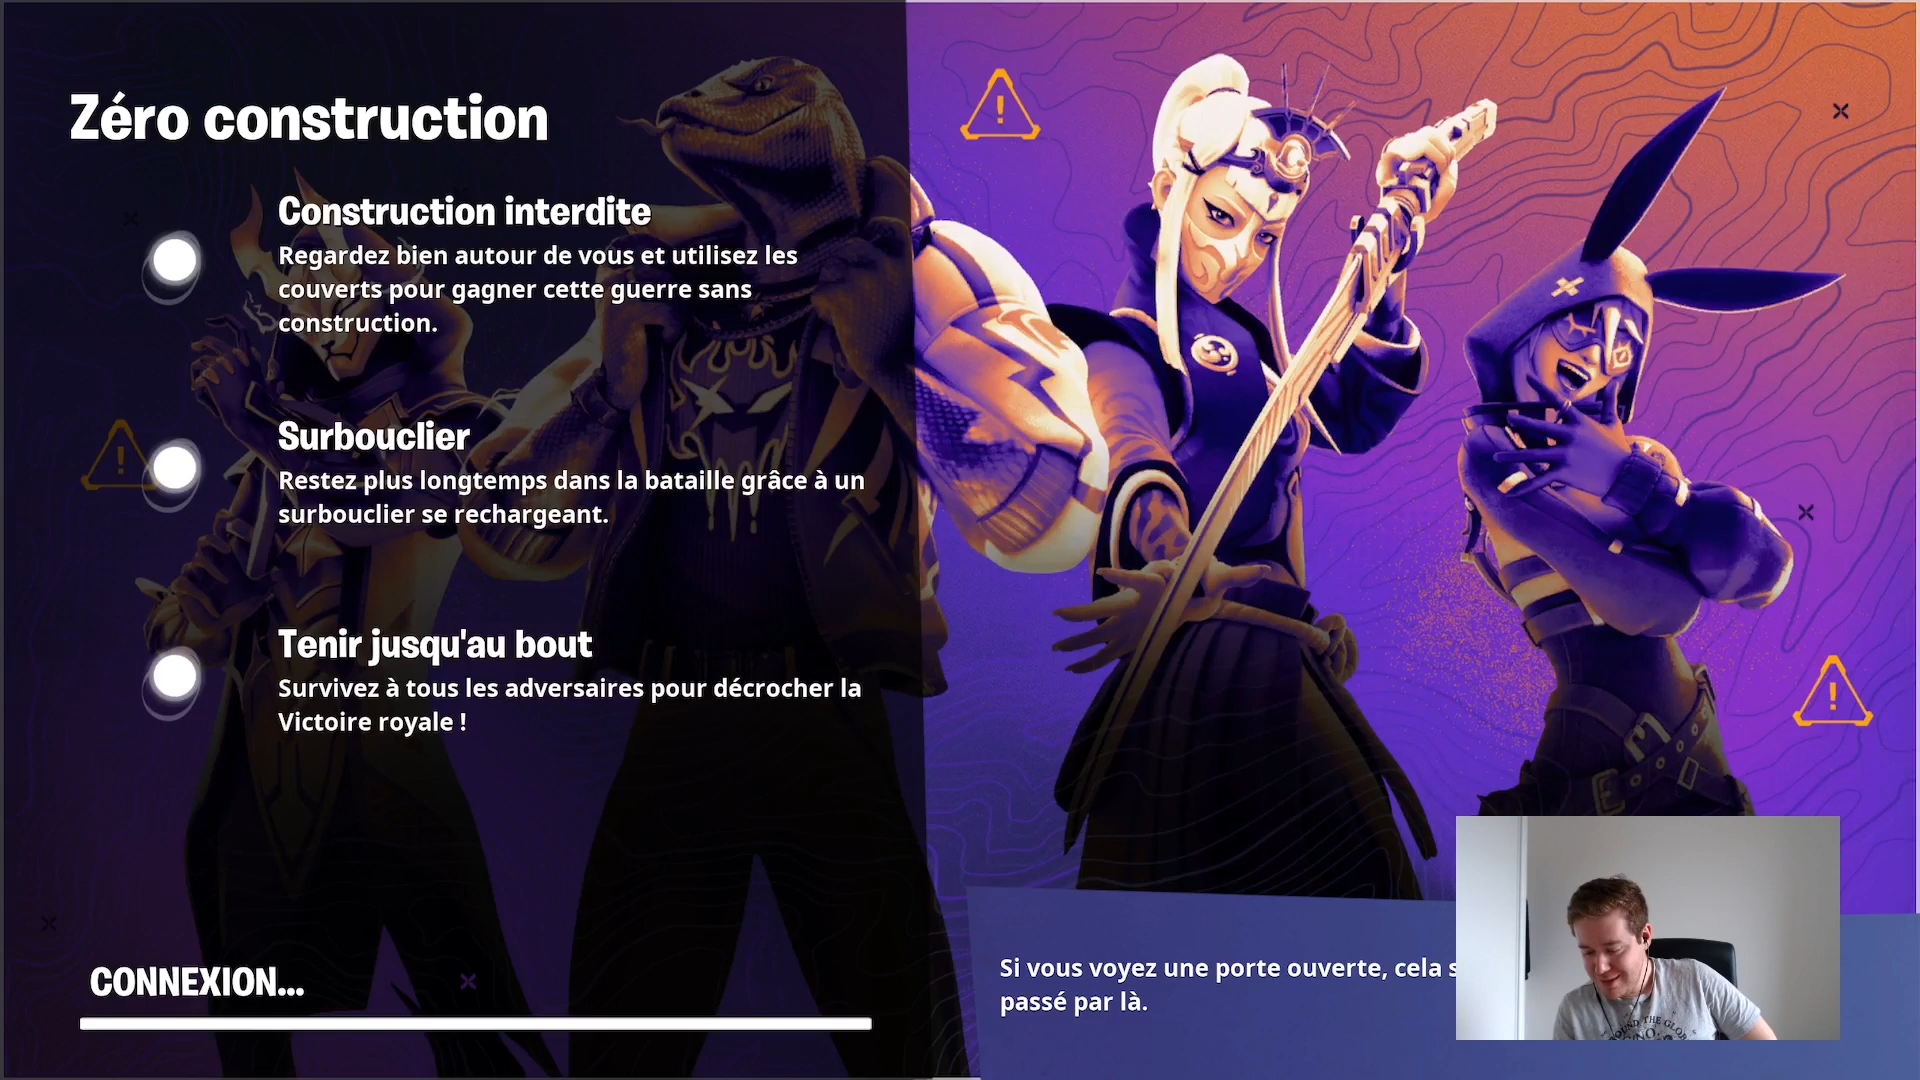 Zéro construction
Construction interdite
Regardez bien autour de vous et utilisez les
couverts pour gagner cette guerre sans
construction.
Surbouclier
Restez plus longtemps dans la bataille grâce à un
surbouclier se rechargeant.
Tenir jusqu'au bout
Survivez à tous les adversaires pour décrocher la
Victoire royale !
CONNEXION...
Si vous voyez une porte ouverte, cela
passé par là.
THE